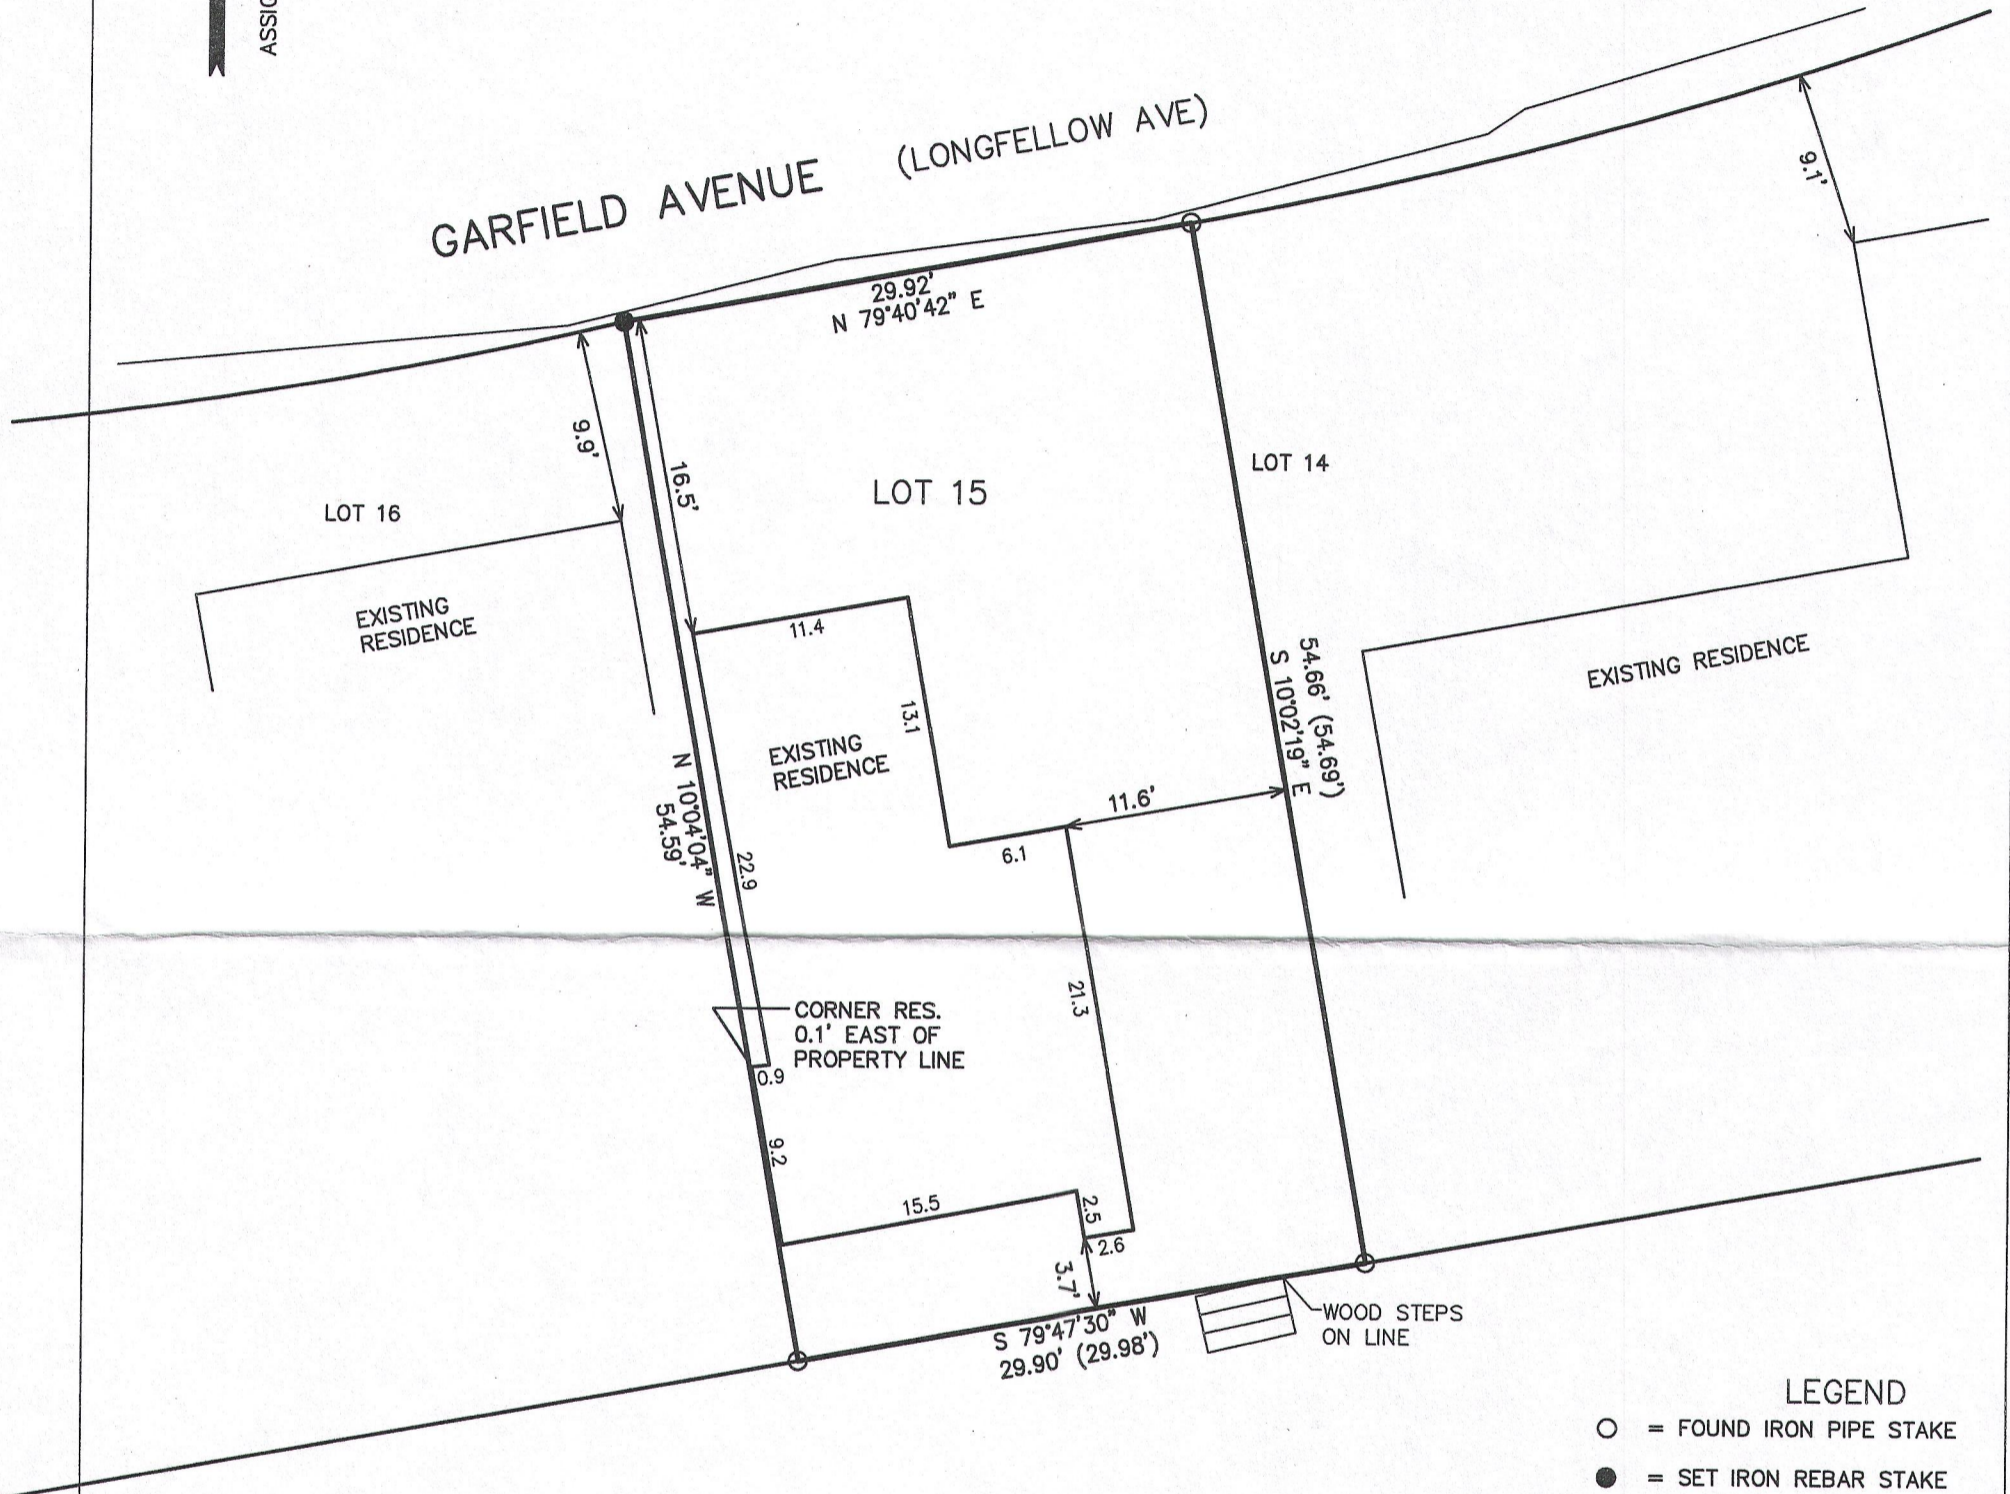 ASSIG
GARFIELD AVENUE (LONGFELLOW AVE)
29.92'
N 79°40'42" E
9.1'
9.9'
16.5'
LOT 16
LOT 15
LOT 14
EXISTING
RESIDENCE
11.4
13.1
EXISTING
RESIDENCE
54.66' (54.69')
S 10°02'19" E
EXISTING RESIDENCE
11.6'
6.1
N 10°04'04" W
54.59'
22.9
21.3
CORNER RES.
0.1' EAST OF
PROPERTY LINE
0.9
9.2
15.5
2.5
2.6
3.7'
S 79°47'30" W
29.90' (29.98')
WOOD STEPS
ON LINE
LEGEND
= FOUND IRON PIPE STAKE
= SET IRON REBAR STAKE